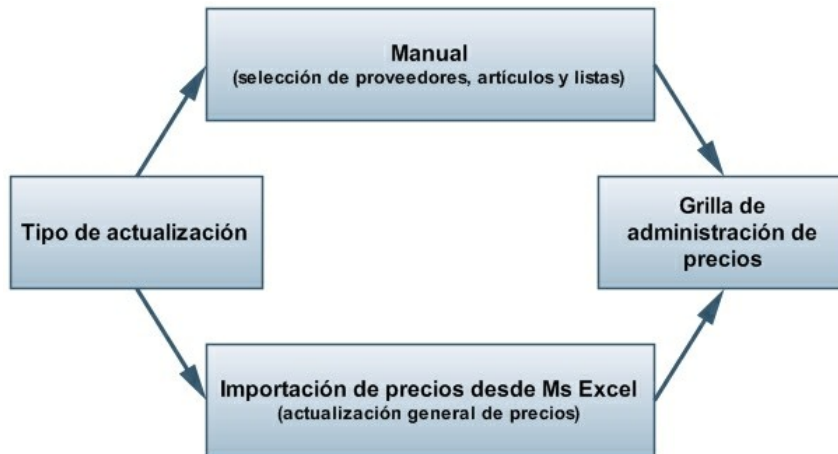 Manual
(selección de proveedores, artículos y listas)
Tipo de actualización
Grilla de
administración de
precios
Importación de precios desde Ms Excel
(actualización general de precios)